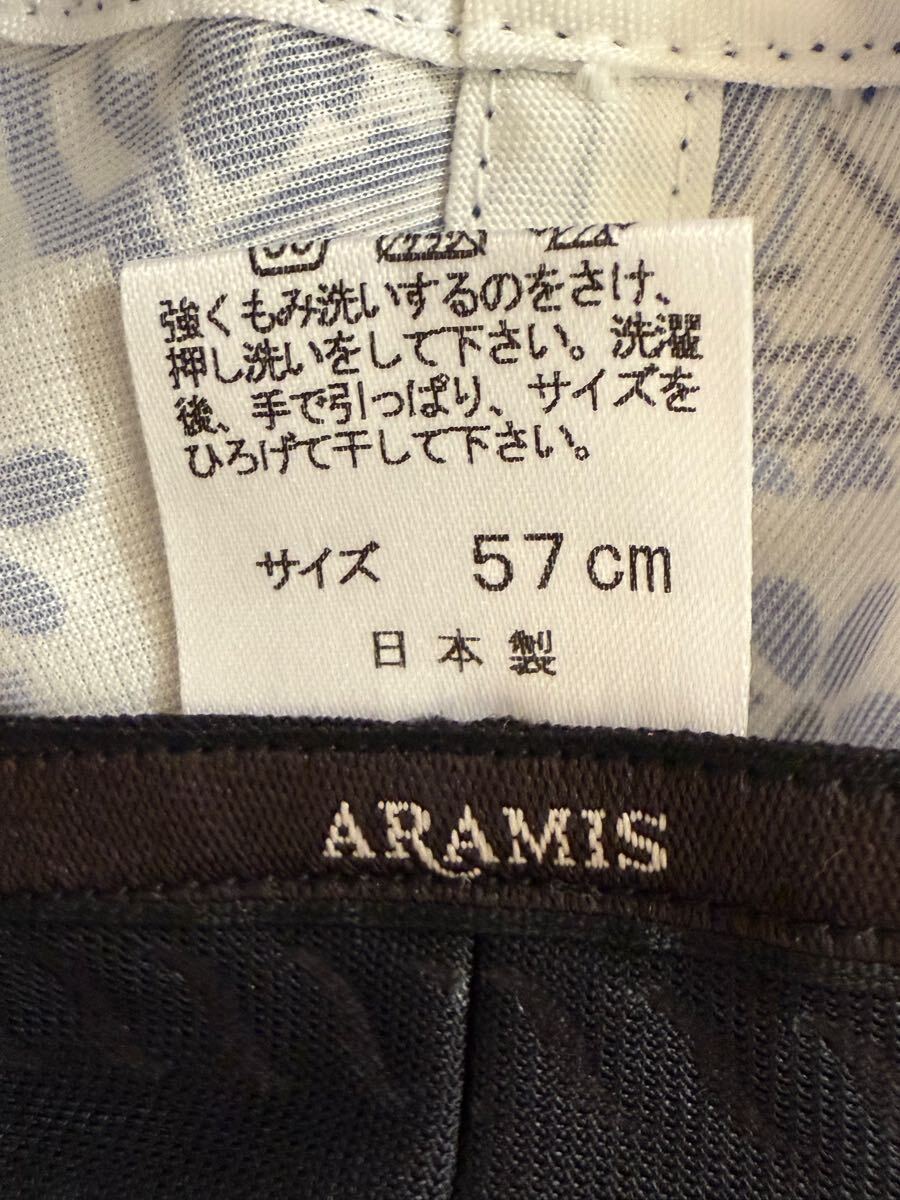 強くもみ洗いするのをさけ、
押し洗いをして下さい。洗濯
後、手で引っぱり、サイズを
ひろげて干して下さい。
サイズ 57cm
日本製
ARAMIS